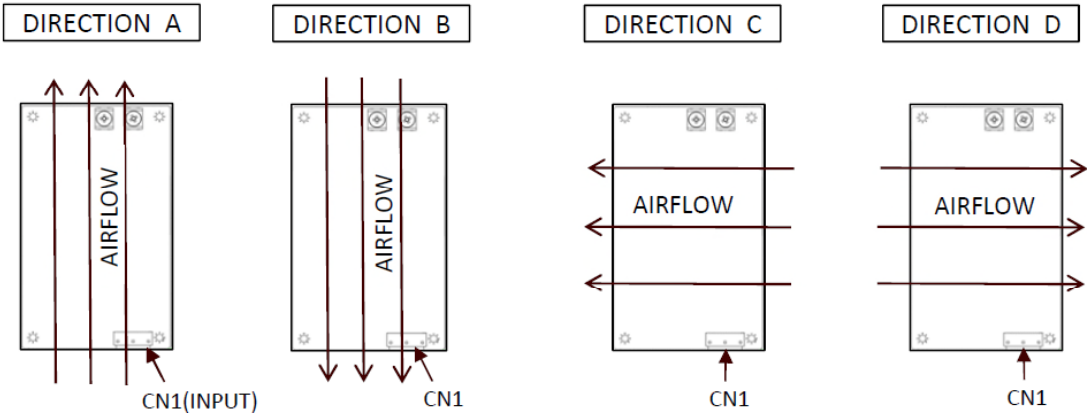 DIRECTION A
DIRECTION B
DIRECTION C
DIRECTION D
AIRFLOW
AIRFLOW
AIRFLOW
AIRFLOW
CN1(INPUT)
CN1
CN1
CN1